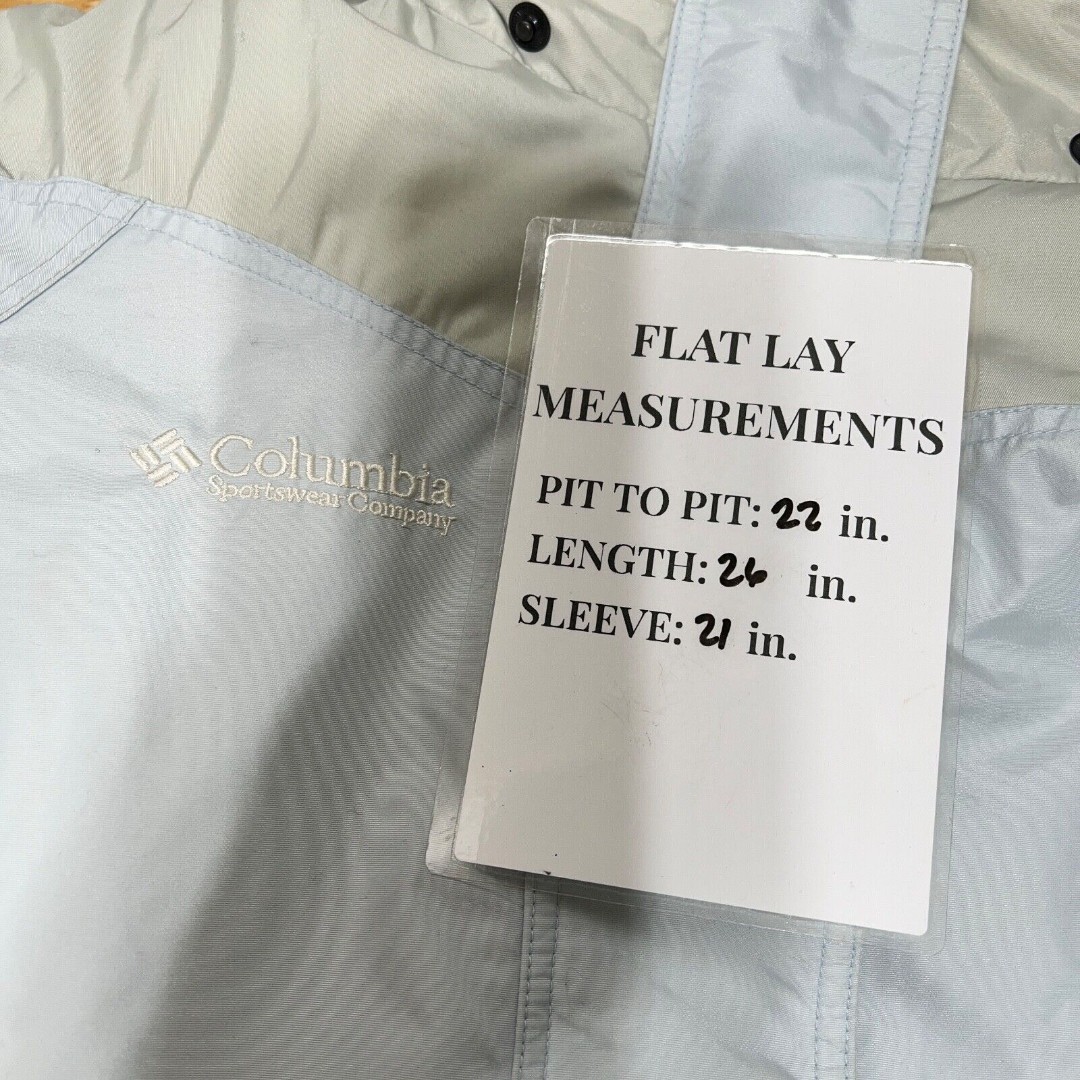 Columbia
Sportswear Company
FLAT LAY
MEASUREMENTS
PIT TO PIT: 22 in.
LENGTH: 26 in.
SLEEVE: 21 in.